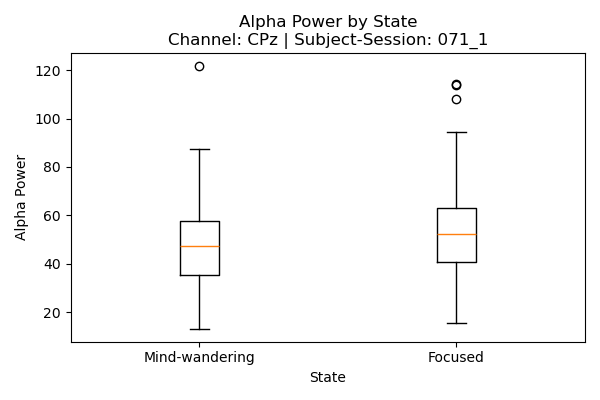 Alpha Power by State
Channel: CPz | Subject-Session: 071_1
120
100
80
60
40
20
Alpha Power
Mind-wandering
Focused
State